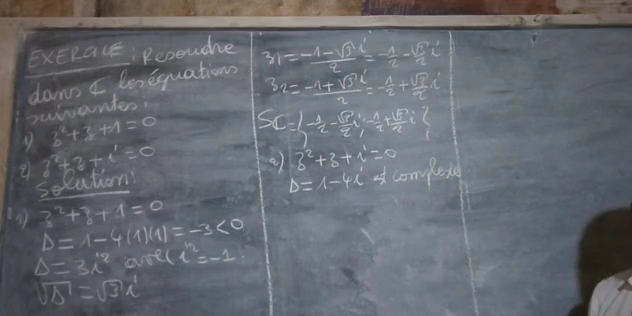 EXERCICE : Resoudre
dans ℂ les équations
suivantes :
1) z²+z+1=0
2) z²+z+i=0
Solution :
1) z²+z+1=0
Δ=1-4(1)(1)=-3<0
Δ=3i² avec i²=-1
√Δ=√3 i
z1=(-1-√3 i)/2=-1/2-√3/2 i
z2=(-1+√3 i)/2=-1/2+√3/2 i
Sℂ={-1/2-√3/2 i; -1/2+√3/2 i}
2) z²+z+i=0
Δ=1-4i est complexe